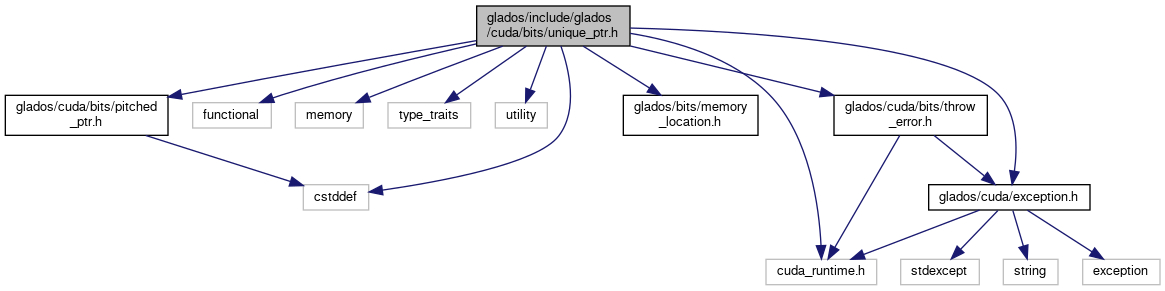 glados/include/glados
/cuda/bits/unique_ptr.h
glados/cuda/bits/pitched
_ptr.h
functional
memory
type_traits
utility
glados/bits/memory
_location.h
glados/cuda/bits/throw
_error.h
cstddef
glados/cuda/exception.h
cuda_runtime.h
stdexcept
string
exception